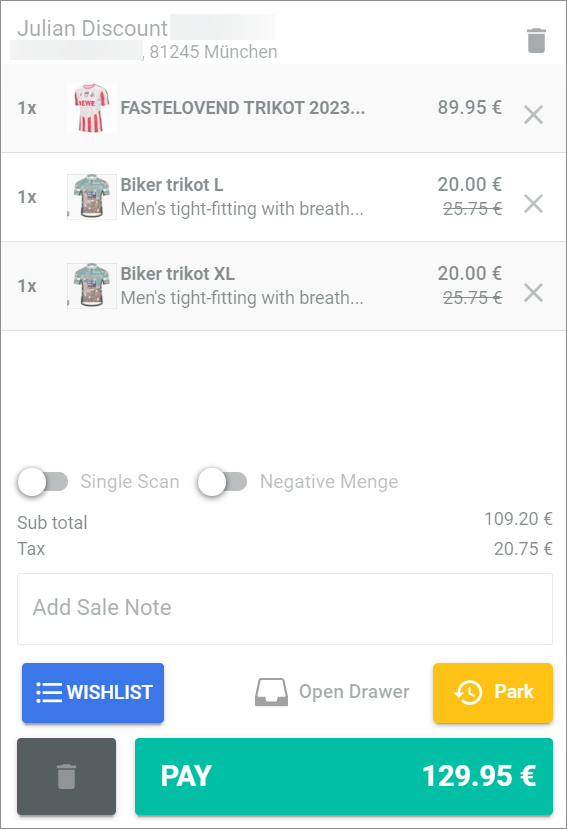 Julian Discount
, 81245 München
1x FASTELOVEND TRIKOT 2023... 89.95 €
REWE
1x Biker trikot L 20.00 €
Men's tight-fitting with breath... 25.75 €
1x Biker trikot XL 20.00 €
Men's tight-fitting with breath... 25.75 €
Single Scan Negative Menge
Sub total 109.20 €
Tax 20.75 €
Add Sale Note
WISHLIST Open Drawer Park
PAY 129.95 €